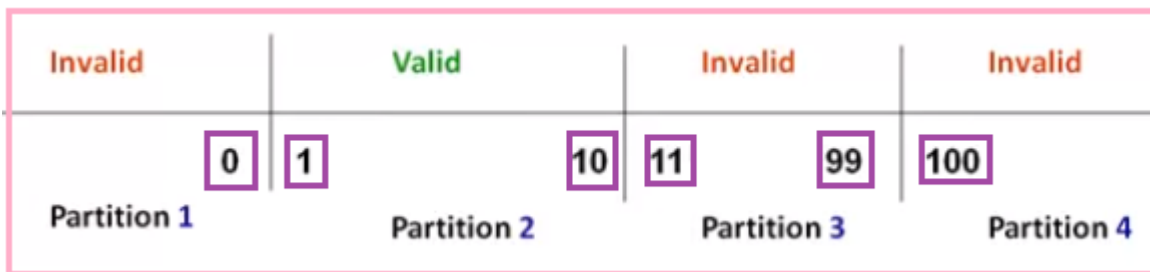 Invalid Valid Invalid Invalid
0 1 10 11 99 100
Partition 1 Partition 2 Partition 3 Partition 4